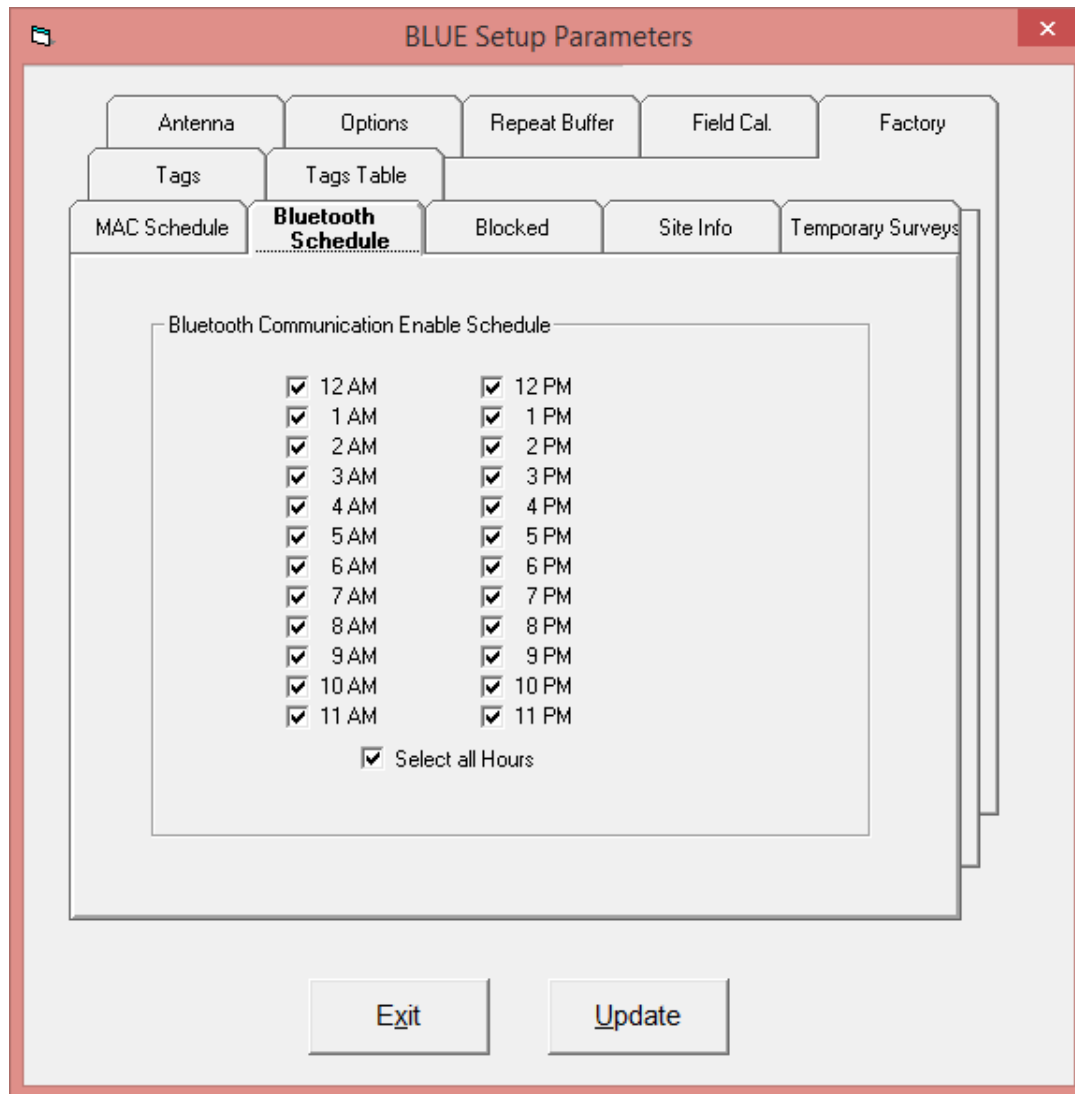 BLUE Setup Parameters
Antenna Options Repeat Buffer Field Cal. Factory
Tags Tags Table
MAC Schedule Bluetooth Schedule Blocked Site Info Temporary Surveys
Bluetooth Communication Enable Schedule
12 AM 12 PM
1 AM 1 PM
2 AM 2 PM
3 AM 3 PM
4 AM 4 PM
5 AM 5 PM
6 AM 6 PM
7 AM 7 PM
8 AM 8 PM
9 AM 9 PM
10 AM 10 PM
11 AM 11 PM
Select all Hours
Exit Update